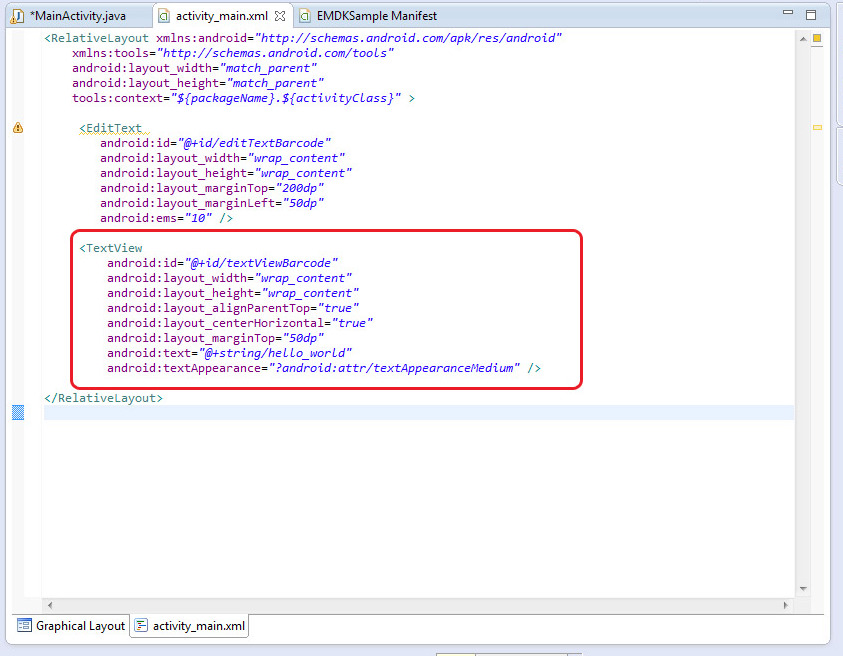 *MainActivity.java activity_main.xml EMDKSample Manifest
<RelativeLayout xmlns:android="http://schemas.android.com/apk/res/android"
xmlns:tools="http://schemas.android.com/tools"
android:layout_width="match_parent"
android:layout_height="match_parent"
tools:context="${packageName}.${activityClass}" >
<EditText
android:id="@+id/editTextBarcode"
android:layout_width="wrap_content"
android:layout_height="wrap_content"
android:layout_marginTop="200dp"
android:layout_marginLeft="50dp"
android:ems="10" />
<TextView
android:id="@+id/textViewBarcode"
android:layout_width="wrap_content"
android:layout_height="wrap_content"
android:layout_alignParentTop="true"
android:layout_centerHorizontal="true"
android:layout_marginTop="50dp"
android:text="@+string/hello_world"
android:textAppearance="?android:attr/textAppearanceMedium" />
</RelativeLayout>
Graphical Layout activity_main.xml